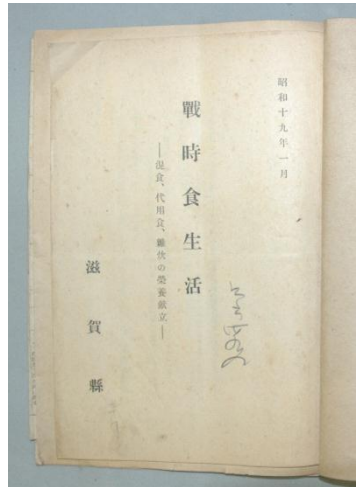 昭和十九年一月
戰時食生活
―混食、代用食、雜炊の榮養献立―
滋賀縣